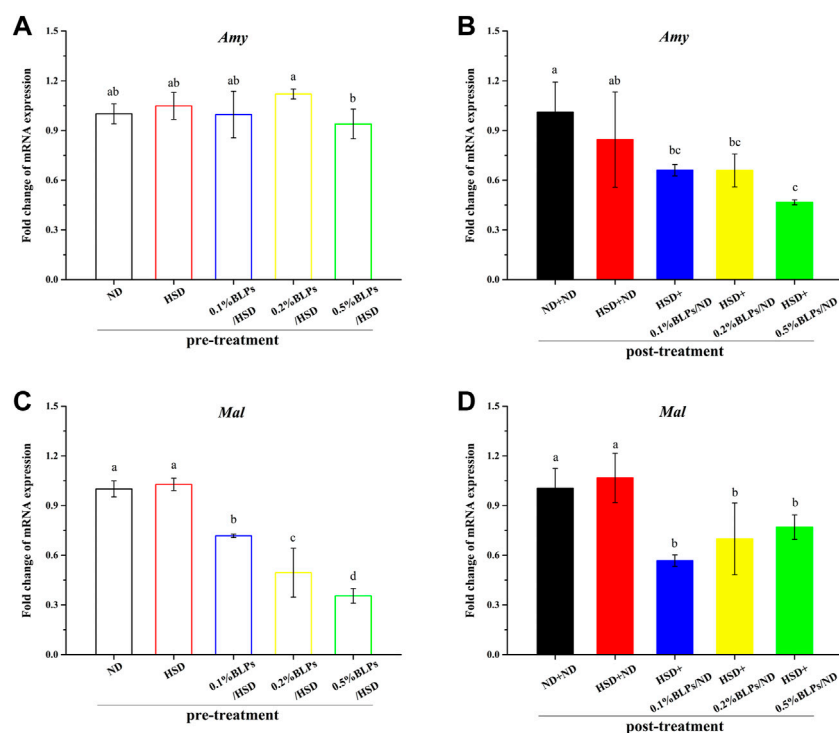 A
Amy
Fold change of mRNA expression
1.5
1.2
0.9
0.6
0.3
0.0
ab
ab
ab
a
b
ND
HSD
0.1%BLPs
/HSD
0.2%BLPs
/HSD
0.5%BLPs
/HSD
pre-treatment
B
Amy
Fold change of mRNA expression
1.5
1.2
0.9
0.6
0.3
0.0
a
ab
bc
bc
c
ND+ND
HSD+ND
HSD+
0.1%BLPs/ND
HSD+
0.2%BLPs/ND
HSD+
0.5%BLPs/ND
post-treatment
C
Mal
Fold change of mRNA expression
1.5
1.2
0.9
0.6
0.3
0.0
a
a
b
c
d
ND
HSD
0.1%BLPs
/HSD
0.2%BLPs
/HSD
0.5%BLPs
/HSD
pre-treatment
D
Mal
Fold change of mRNA expression
1.5
1.2
0.9
0.6
0.3
0.0
a
a
b
b
b
ND+ND
HSD+ND
HSD+
0.1%BLPs/ND
HSD+
0.2%BLPs/ND
HSD+
0.5%BLPs/ND
post-treatment